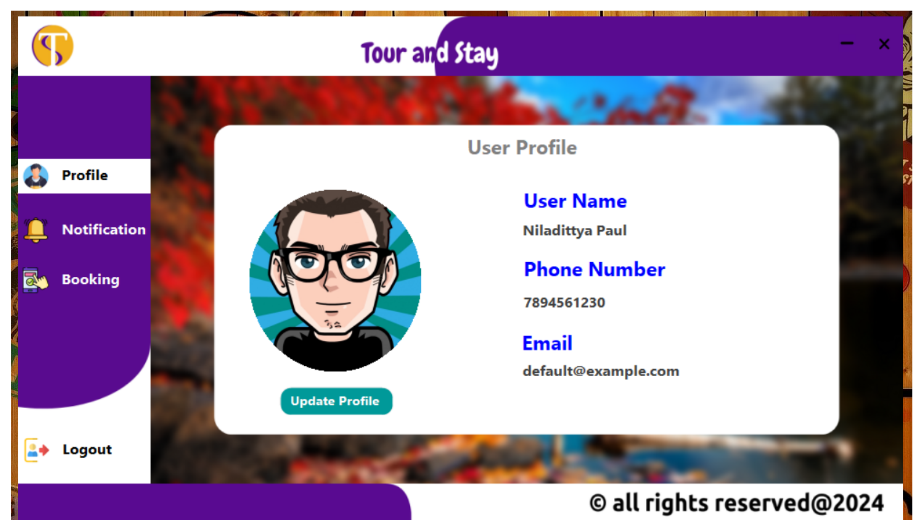 Tour and Stay
Profile
Notification
Booking
Logout
User Profile
User Name
Niladittya Paul
Phone Number
7894561230
Email
default@example.com
Update Profile
© all rights reserved@2024